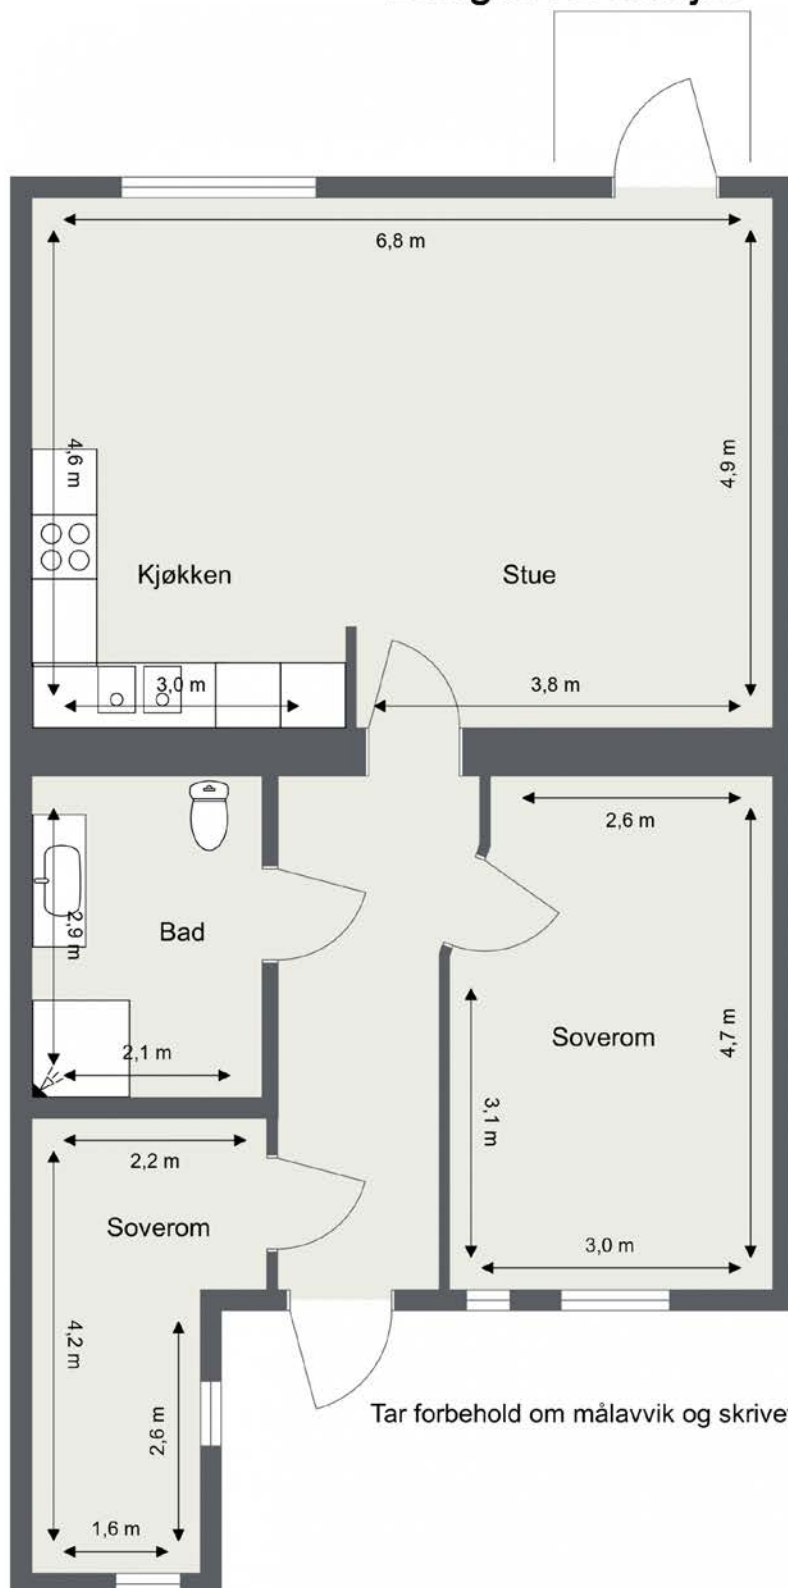 6,8 m
4,6 m
4,9 m
Kjøkken
Stue
3,0 m
3,8 m
2,6 m
2,9 m
Bad
2,1 m
Soverom
4,7 m
3,1 m
2,2 m
Soverom
3,0 m
4,2 m
2,6 m
Tar forbehold om målavvik og
1,6 m